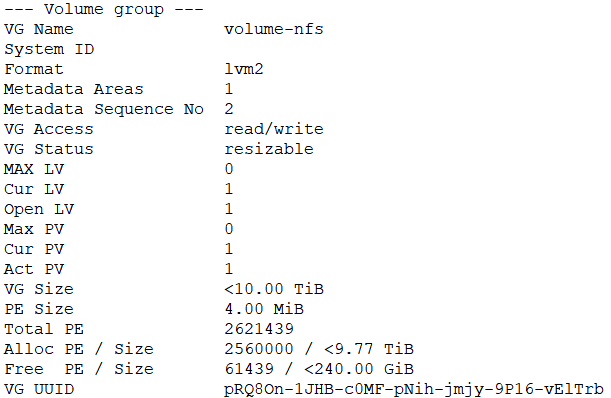 --- Volume group ---
VG Name               volume-nfs
System ID
Format                lvm2
Metadata Areas        1
Metadata Sequence No  2
VG Access             read/write
VG Status             resizable
MAX LV                0
Cur LV                1
Open LV               1
Max PV                0
Cur PV                1
Act PV                1
VG Size               <10.00 TiB
PE Size               4.00 MiB
Total PE              2621439
Alloc PE / Size       2560000 / <9.77 TiB
Free  PE / Size       61439 / <240.00 GiB
VG UUID               pRQ8On-1JHB-c0MF-pNih-jmjy-9P16-vElTrb